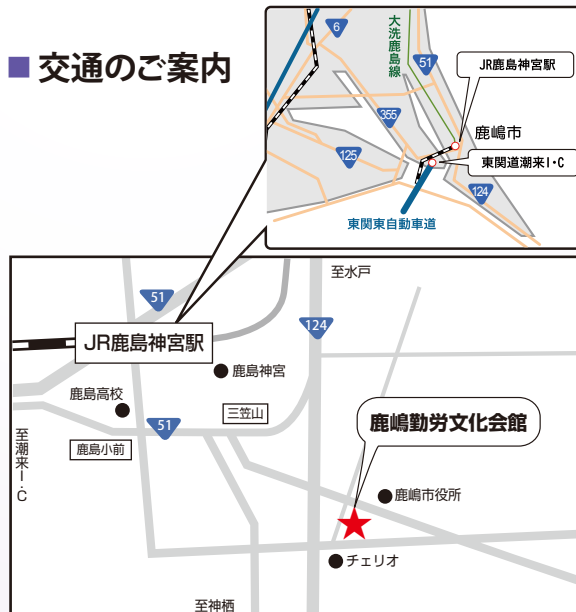 ■ 交通のご案内
6
大洗鹿島線
51
JR鹿島神宮駅
355
鹿嶋市
125
東関道潮来I・C
124
東関東自動車道
至水戸
51
124
JR鹿島神宮駅
鹿島神宮
鹿島高校
三笠山
鹿嶋勤労文化会館
51
鹿島小前
至潮来I・C
鹿嶋市役所
チェリオ
至神栖